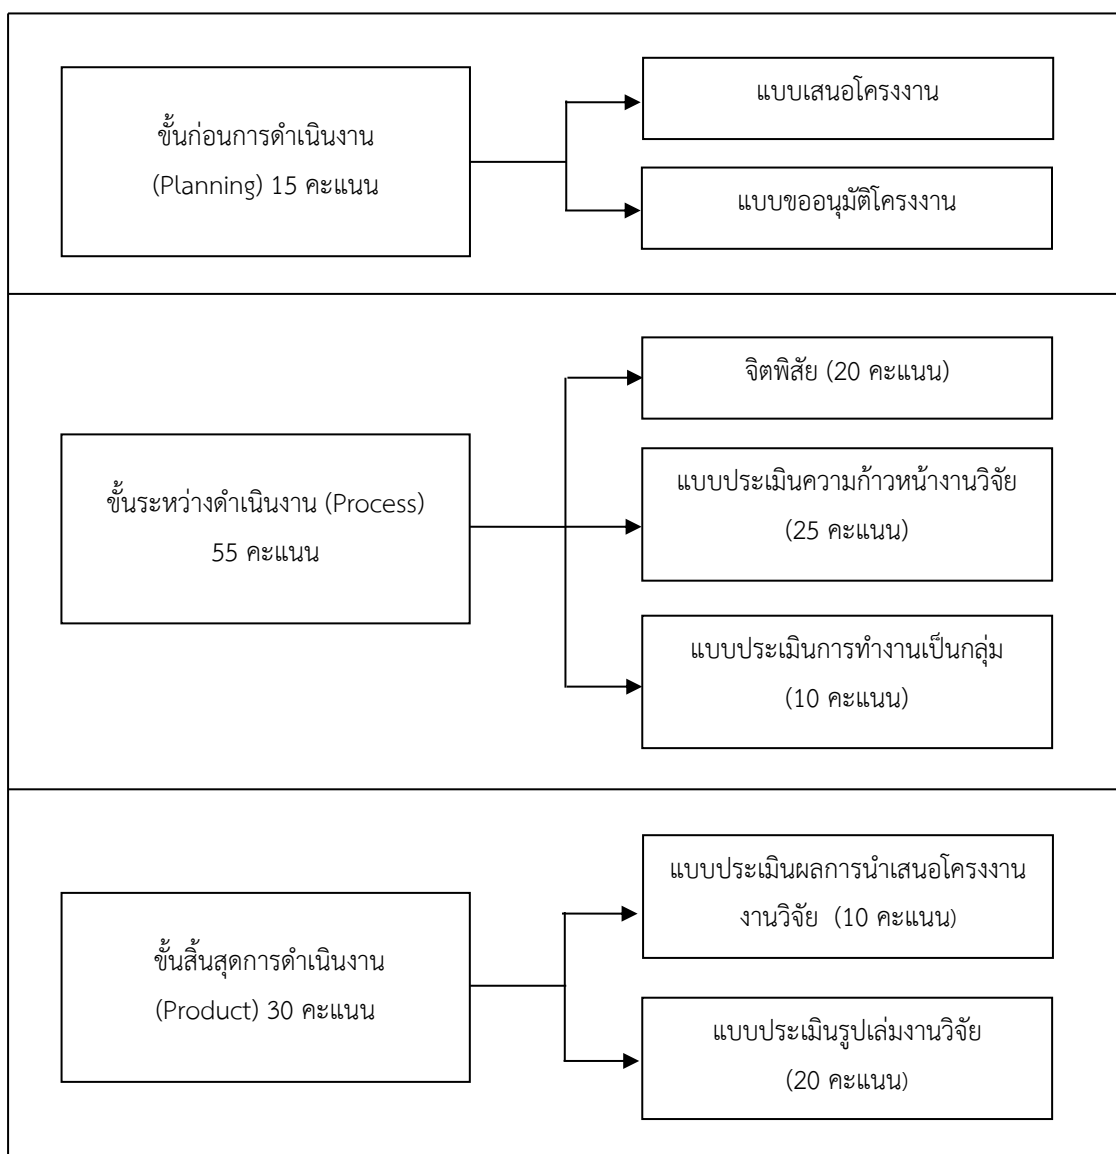 ขั้นก่อนการดำเนินงาน
(Planning) 15 คะแนน
แบบเสนอโครงงาน
แบบขออนุมัติโครงงาน
ขั้นระหว่างดำเนินงาน (Process)
55 คะแนน
จิตพิสัย (20 คะแนน)
แบบประเมินความก้าวหน้างานวิจัย
(25 คะแนน)
แบบประเมินการทำงานเป็นกลุ่ม
(10 คะแนน)
ขั้นสิ้นสุดการดำเนินงาน
(Product) 30 คะแนน
แบบประเมินผลการนำเสนอโครงงาน
งานวิจัย (10 คะแนน)
แบบประเมินรูปเล่มงานวิจัย
(20 คะแนน)